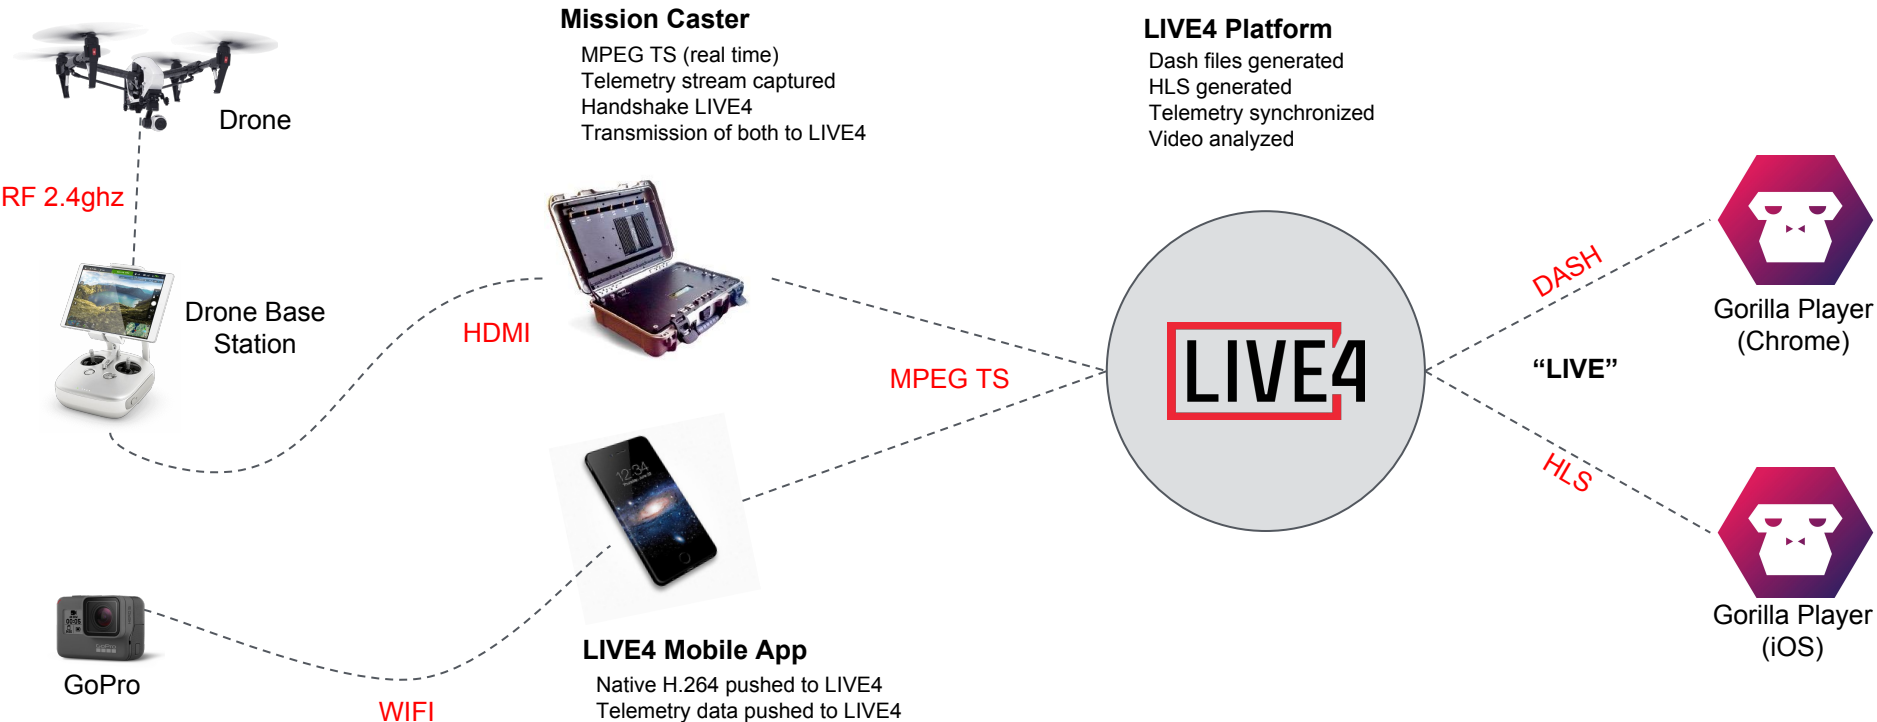 Mission Caster
MPEG TS (real time)
Telemetry stream captured
Handshake LIVE4
Transmission of both to LIVE4
LIVE4 Platform
Dash files generated
HLS generated
Telemetry synchronized
Video analyzed
Drone
RF 2.4ghz
Drone Base
Station
HDMI
MPEG TS
LIVE4
DASH
“LIVE”
HLS
Gorilla Player
(Chrome)
Gorilla Player
(iOS)
12:34
GoPro
GoPro
WIFI
LIVE4 Mobile App
Native H.264 pushed to LIVE4
Telemetry data pushed to LIVE4